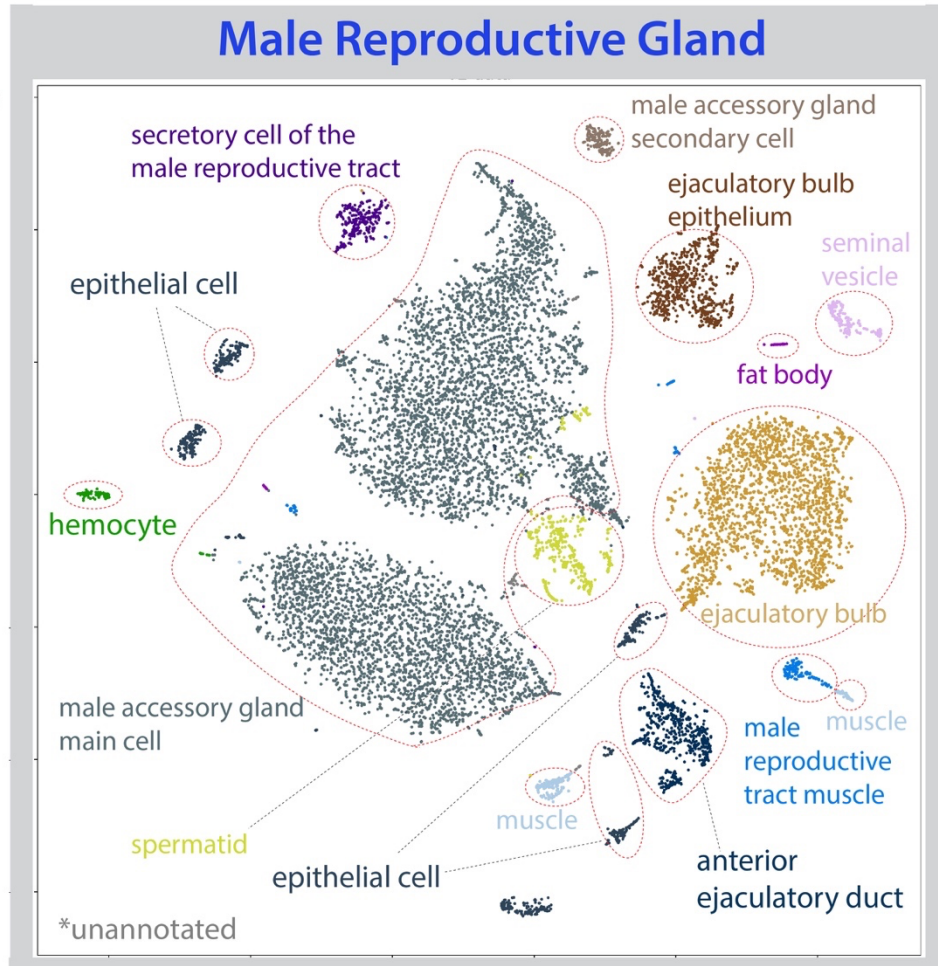 Male Reproductive Gland
male accessory gland
secondary cell
secretory cell of the
male reproductive tract
ejaculatory bulb
epithelium
seminal
vesicle
epithelial cell
fat body
hemocyte
ejaculatory bulb
male accessory gland
main cell
muscle
male
reproductive
tract muscle
muscle
spermatid
epithelial cell
anterior
ejaculatory duct
*unannotated